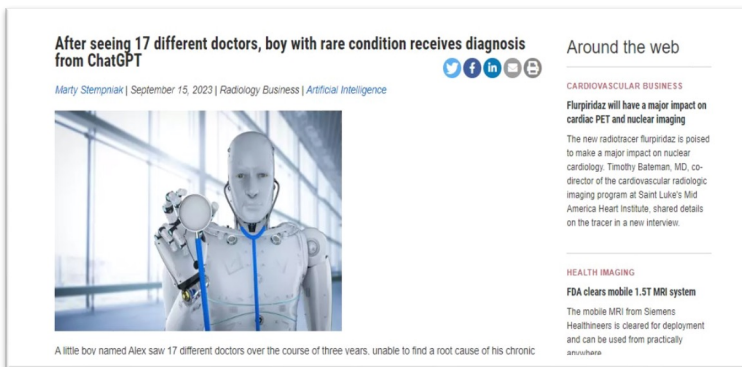 After seeing 17 different doctors, boy with rare condition receives diagnosis
from ChatGPT
Marty Stempniak | September 15, 2023 | Radiology Business | Artificial Intelligence
A little boy named Alex saw 17 different doctors over the course of three years, unable to find a root cause of his chronic
Around the web
CARDIOVASCULAR BUSINESS
Flurpiridaz will have a major impact on
cardiac PET and nuclear imaging
The new radiotracer flurpiridaz is poised
to make a major impact on nuclear
cardiology. Timothy Bateman, MD, co-
director of the cardiovascular radiologic
imaging program at Saint Luke's Mid
America Heart Institute, shared details
on the tracer in a new interview.
HEALTH IMAGING
FDA clears mobile 1.5T MRI system
The mobile MRI from Siemens
Healthineers is cleared for deployment
and can be used from practically
anywhere